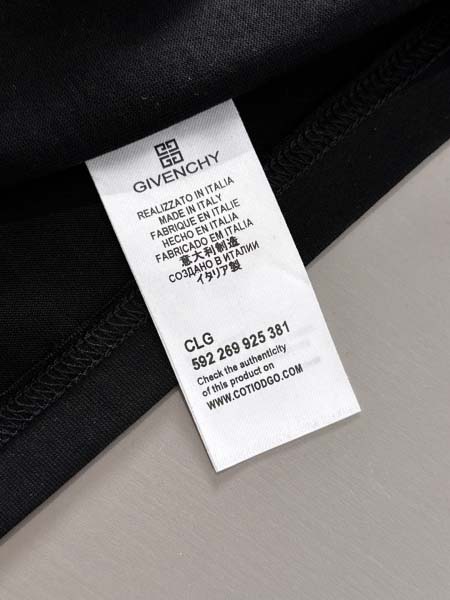 GIVENCHY
REALIZZATO IN ITALIA
MADE IN ITALY
FABRIQUE EN ITALIE
HECHO EN ITALIA
FABRICADO EM ITALIA
意大利制造
СОЗДАНО В ИТАЛИИ
イタリア製
CLG
592 269 925 381
Check the authenticity
of this product on
WWW.COTIODGO.COM